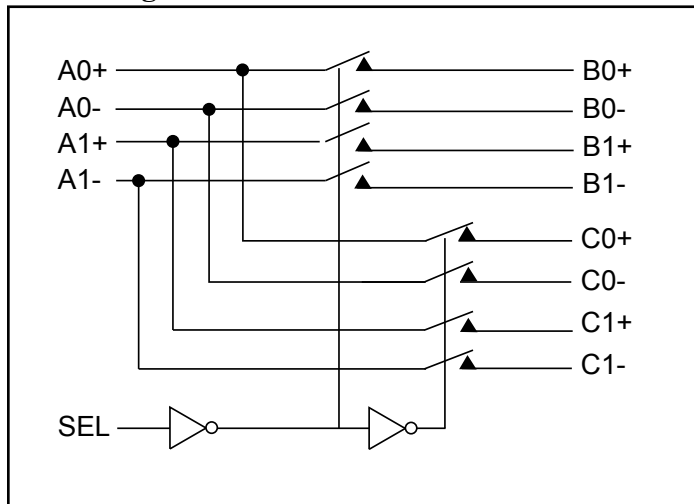 A0+
B0+
A0-
B0-
A1+
B1+
A1-
B1-
C0+
C0-
C1+
C1-
SEL